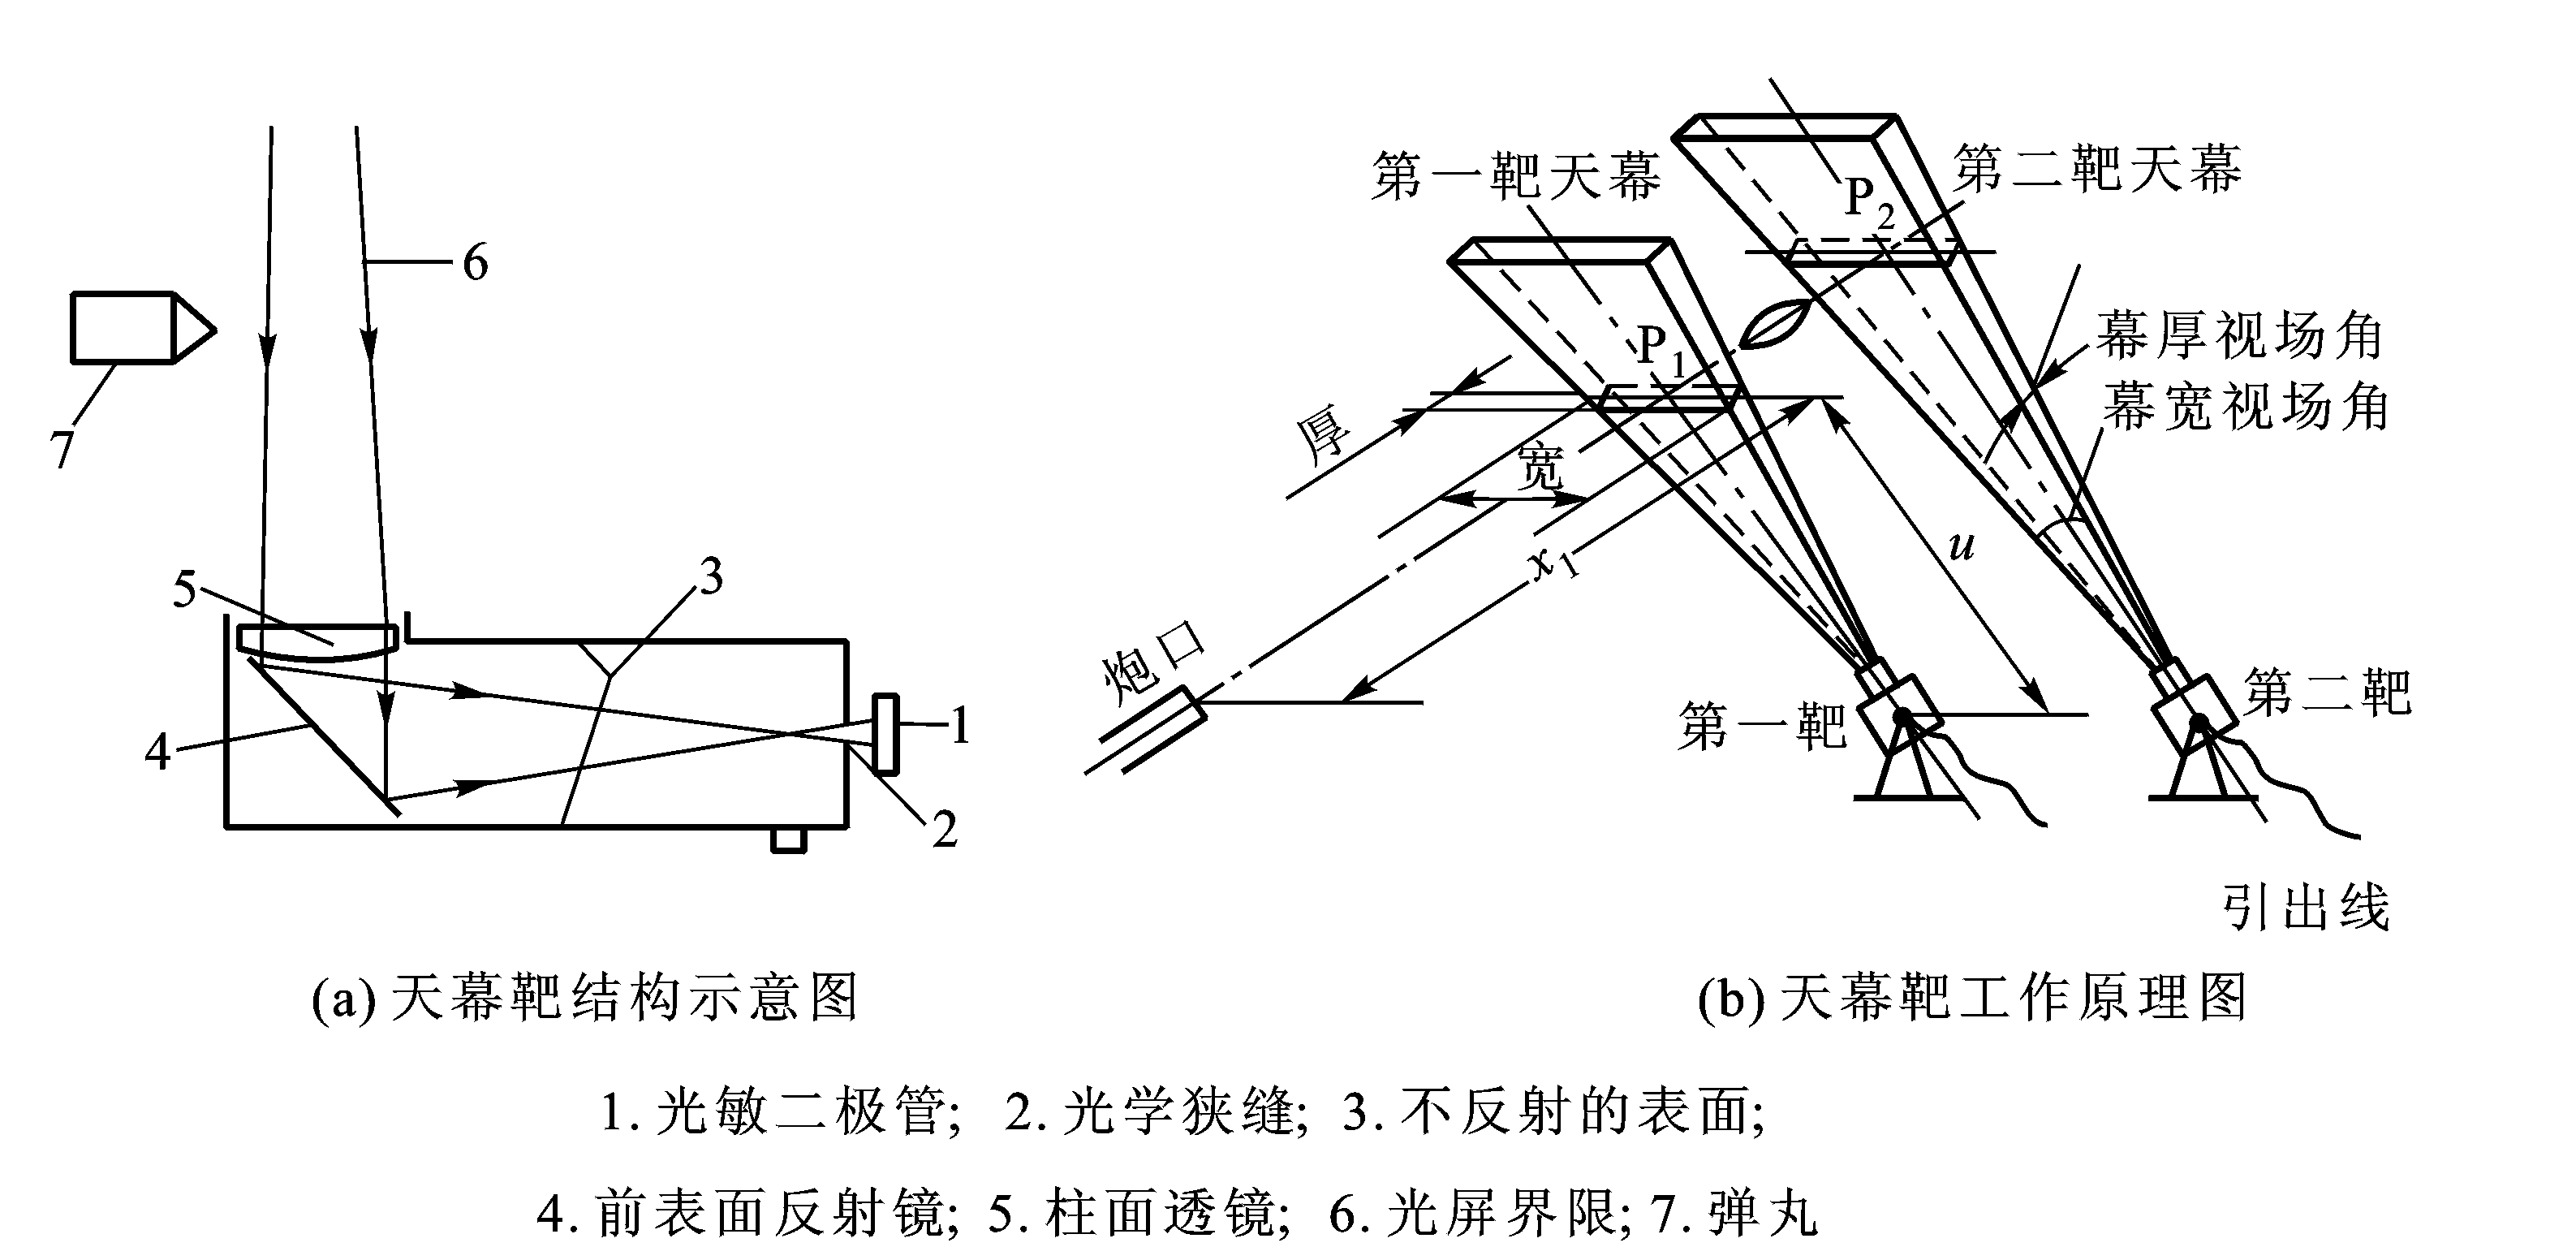 6
7
5
3
4
1
2
第一靶天幕
第二靶天幕
P₂
P₁
幕厚视场角
幕宽视场角
厚
宽
x₁
u
炮口
第一靶
第二靶
引出线
(a) 天幕靶结构示意图
(b) 天幕靶工作原理图
1. 光敏二极管; 2. 光学狭缝; 3. 不反射的表面;
4. 前表面反射镜; 5. 柱面透镜; 6. 光屏界限; 7. 弹丸